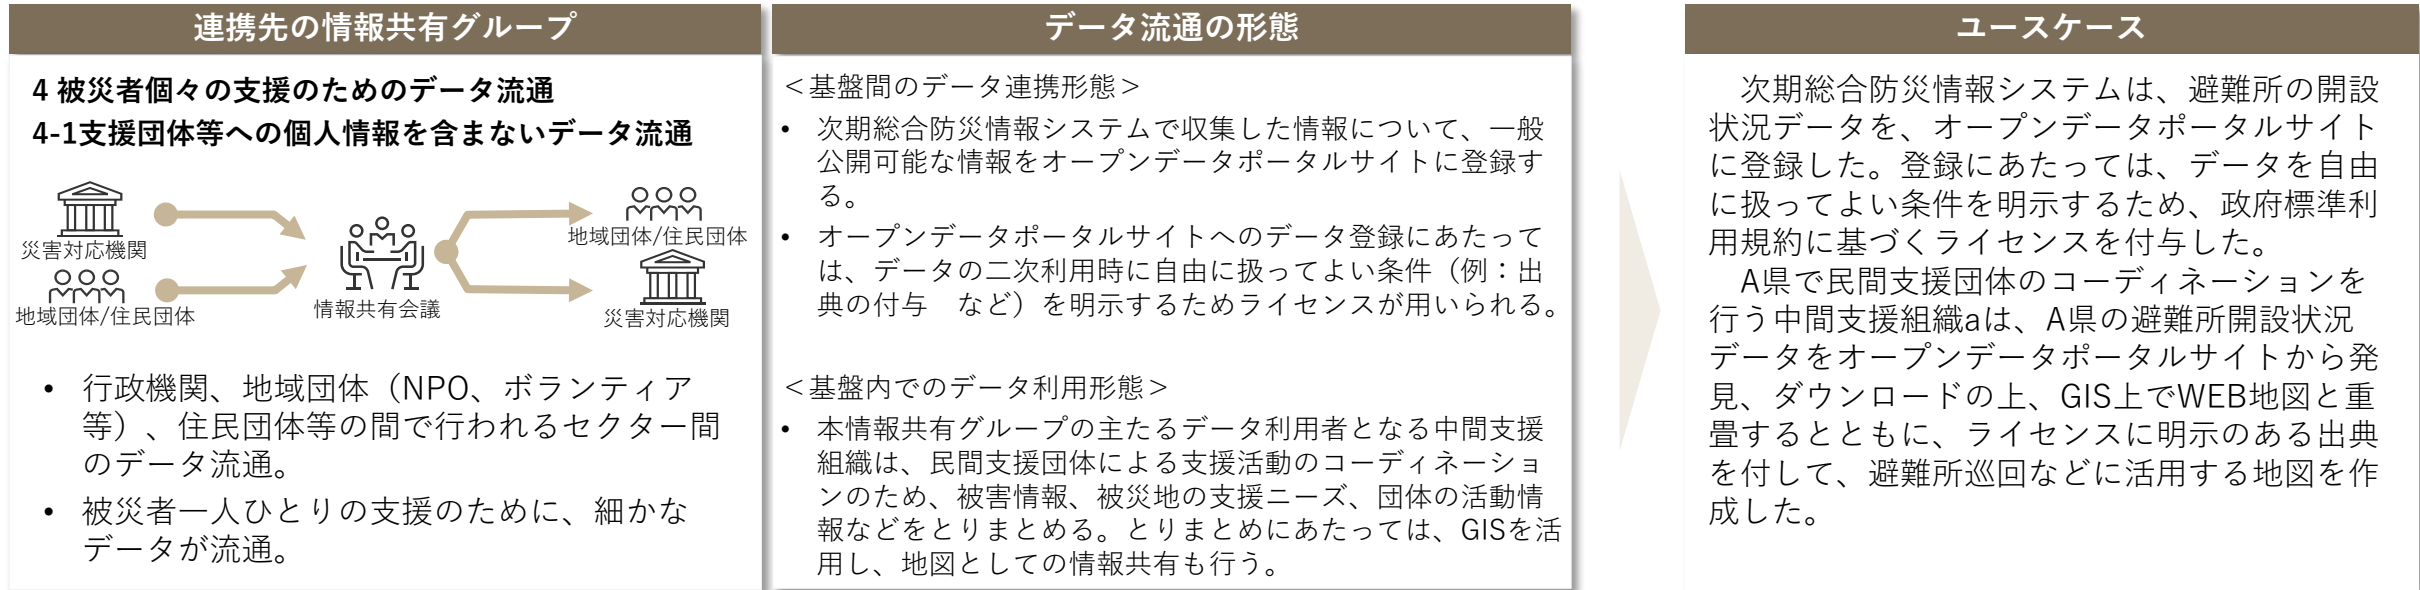 連携先の情報共有グループ
4 被災者個々の支援のためのデータ流通
4-1支援団体等への個人情報を含まないデータ流通
災害対応機関
地域団体/住民団体
情報共有会議
地域団体/住民団体
災害対応機関
• 行政機関、地域団体（NPO、ボランティア
等）、住民団体等の間で行われるセクター間
のデータ流通。
• 被災者一人ひとりの支援のために、細かな
データが流通。
データ流通の形態
＜基盤間のデータ連携形態＞
• 次期総合防災情報システムで収集した情報について、一般
公開可能な情報をオープンデータポータルサイトに登録す
る。
• オープンデータポータルサイトへのデータ登録にあたって
は、データの二次利用時に自由に扱ってよい条件（例：出
典の付与　など）を明示するためライセンスが用いられる。
＜基盤内でのデータ利用形態＞
• 本情報共有グループの主たるデータ利用者となる中間支援
組織は、民間支援団体による支援活動のコーディネーショ
ンのため、被害情報、被災地の支援ニーズ、団体の活動情
報などをとりまとめる。とりまとめにあたっては、GISを活
用し、地図としての情報共有も行う。
ユースケース
　次期総合防災情報システムは、避難所の開設
状況データを、オープンデータポータルサイト
に登録した。登録にあたっては、データを自由
に扱ってよい条件を明示するため、政府標準利
用規約に基づくライセンスを付与した。
　A県で民間支援団体のコーディネーションを
行う中間支援組織aは、A県の避難所開設状況
データをオープンデータポータルサイトから発
見、ダウンロードの上、GIS上でWEB地図と重
畳するとともに、ライセンスに明示のある出典
を付して、避難所巡回などに活用する地図を作
成した。